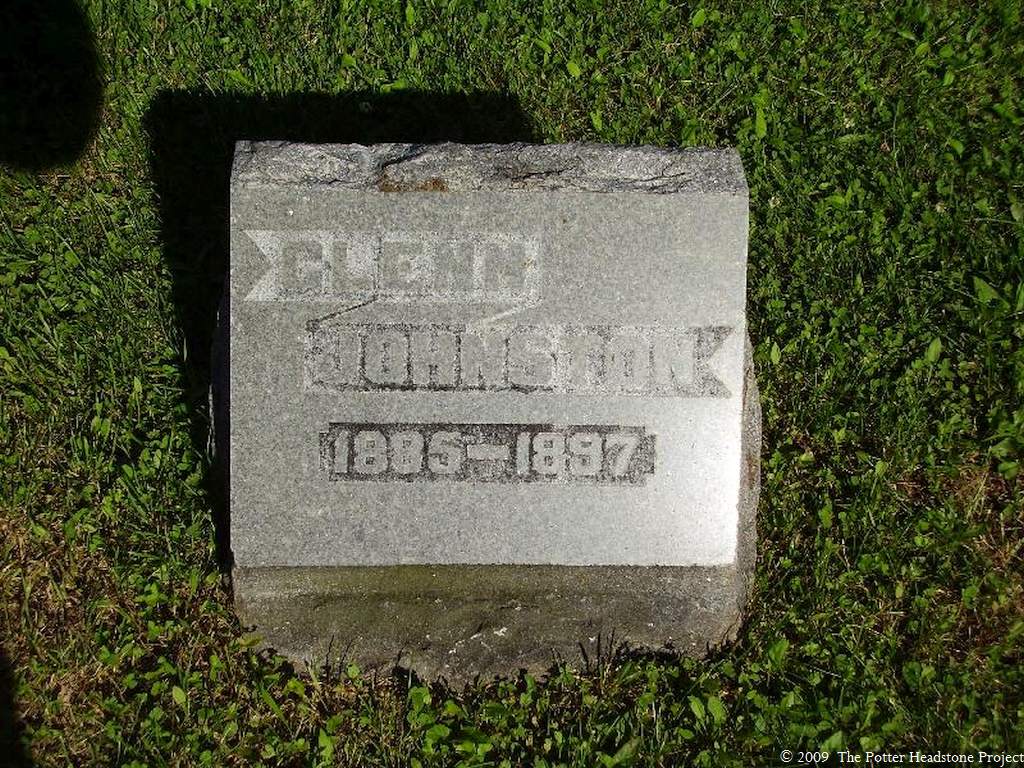 GLENN
JOHNSTON
1885-1897
© 2009 The Potter Headstone Project